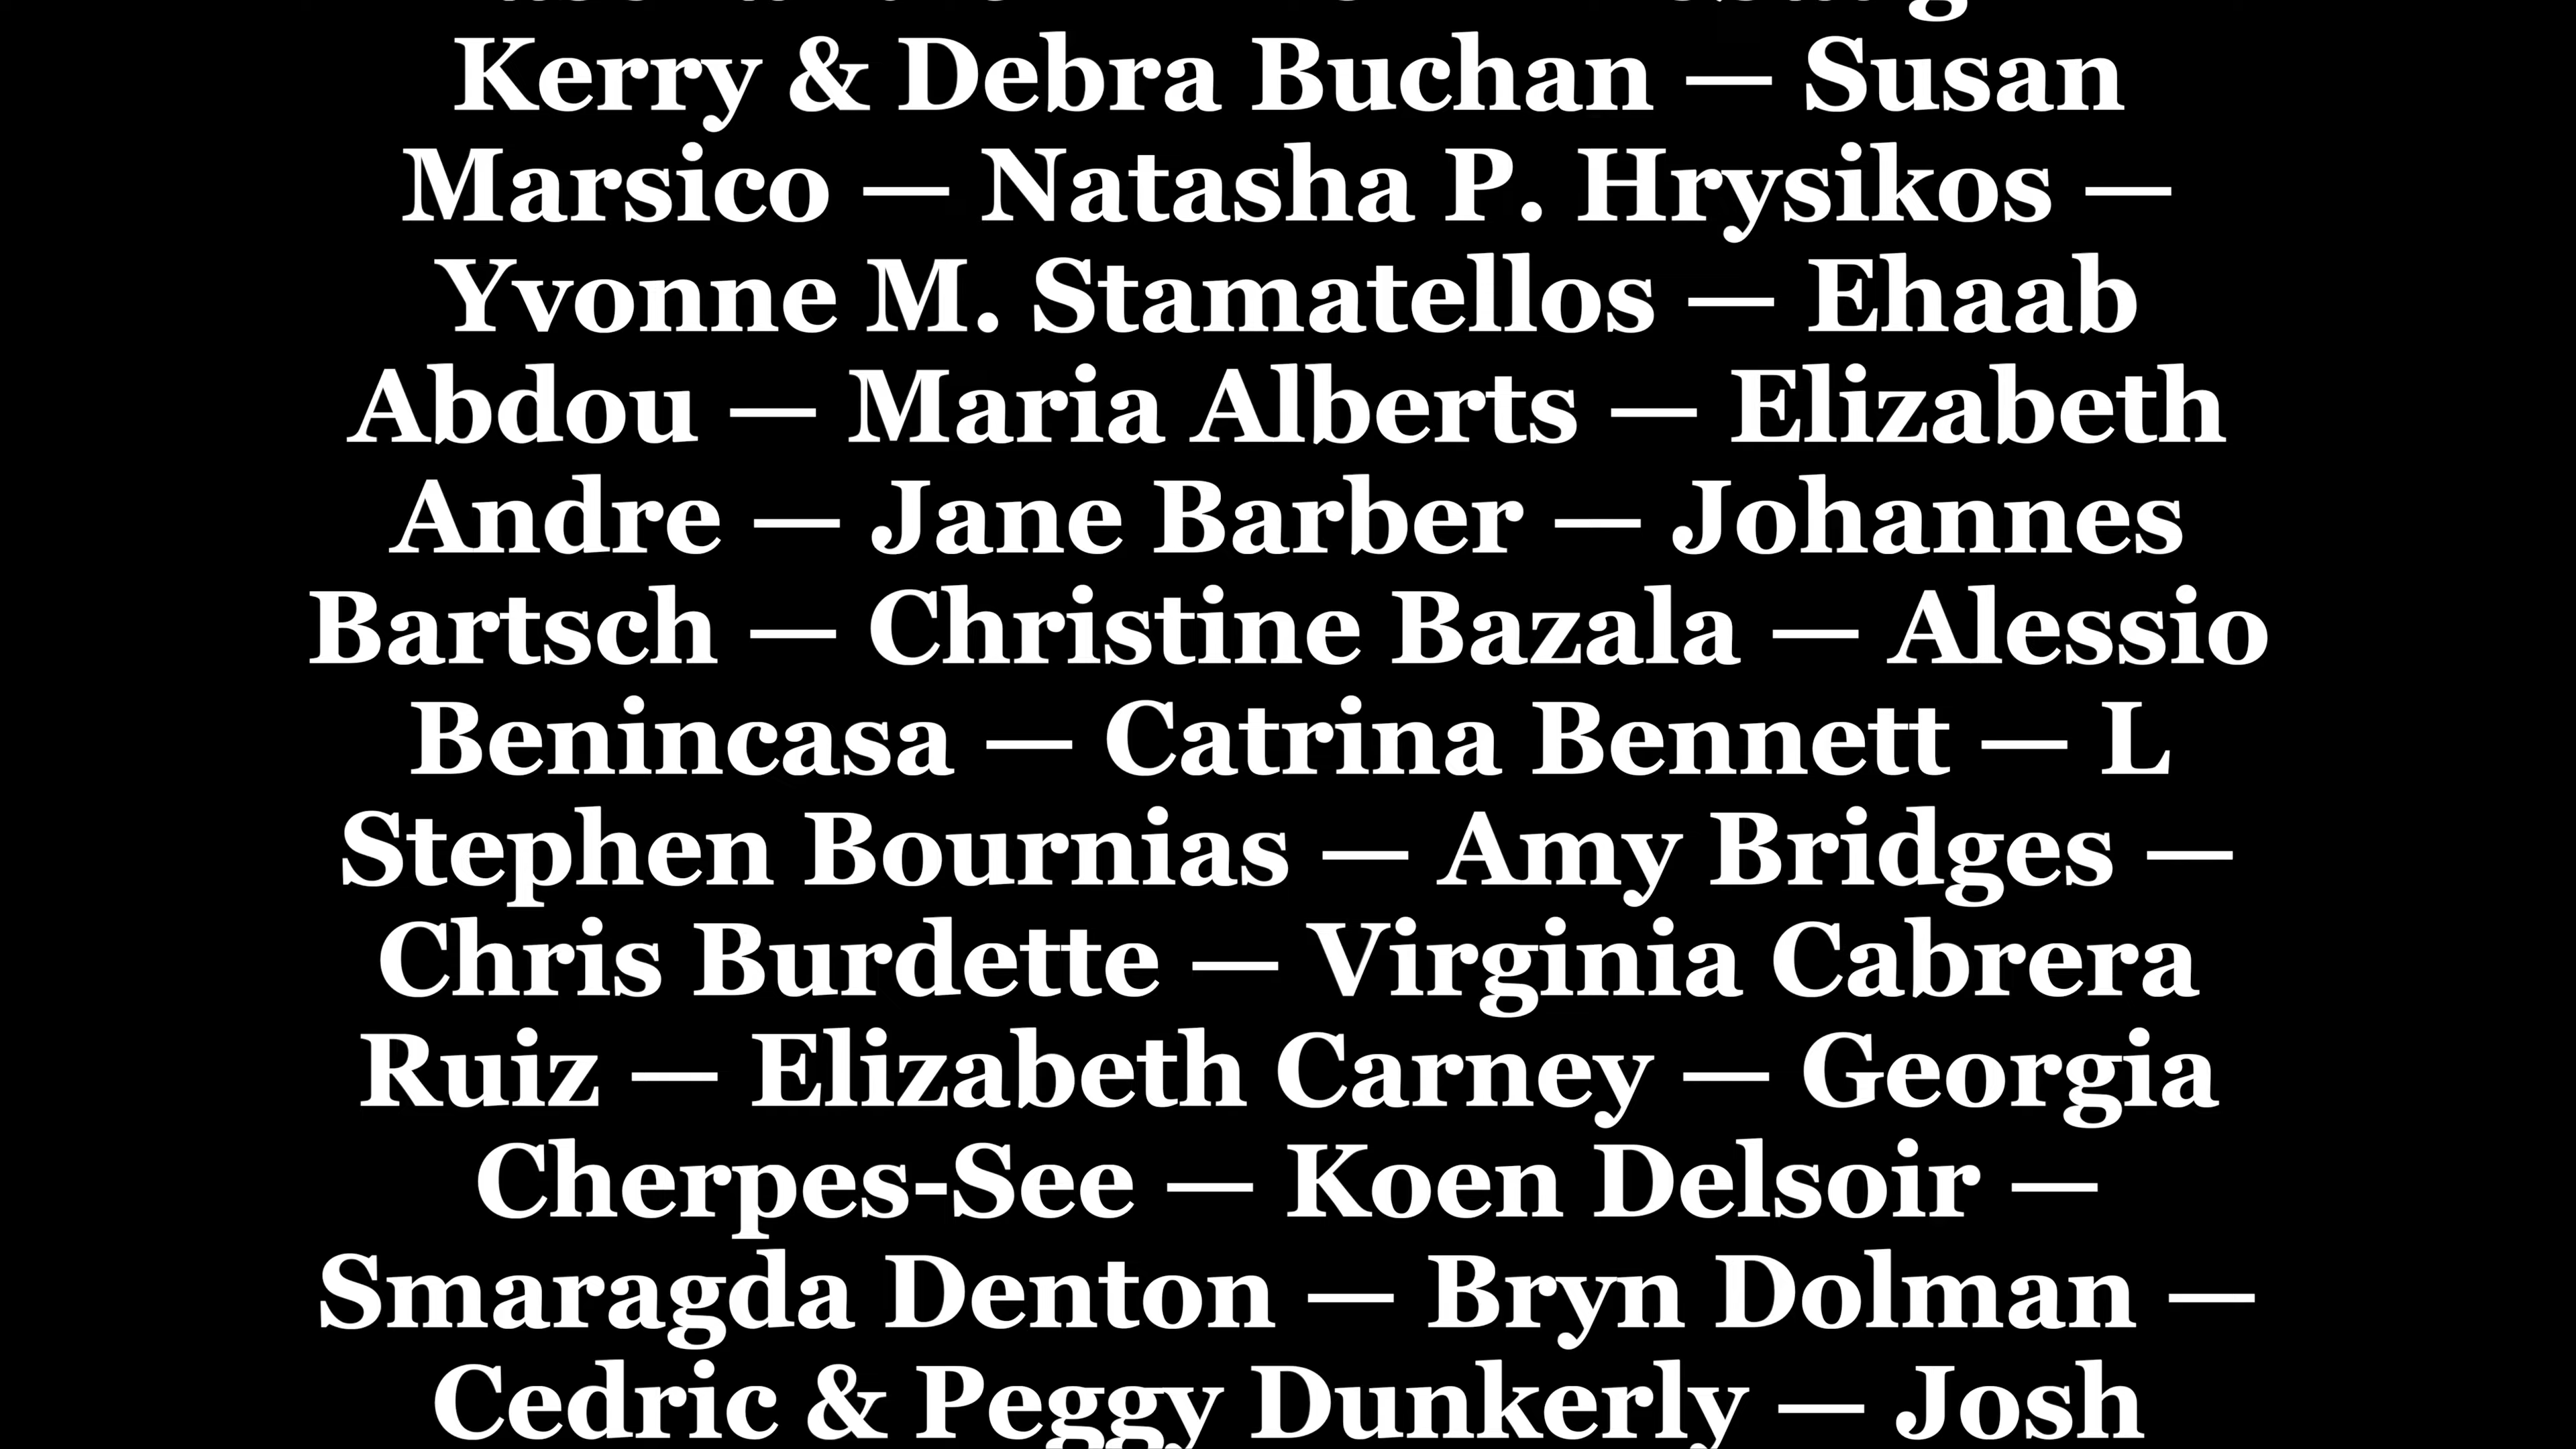 Kerry & Debra Buchan — Susan
Marsico — Natasha P. Hrysikos —
Yvonne M. Stamatellos — Ehaab
Abdou — Maria Alberts — Elizabeth
Andre — Jane Barber — Johannes
Bartsch — Christine Bazala — Alessio
Benincasa — Catrina Bennett — L
Stephen Bournias — Amy Bridges —
Chris Burdette — Virginia Cabrera
Ruiz — Elizabeth Carney — Georgia
Cherpes-See — Koen Delsoir —
Smaragda Denton — Bryn Dolman —
Cedric & Peggy Dunkerly — Josh